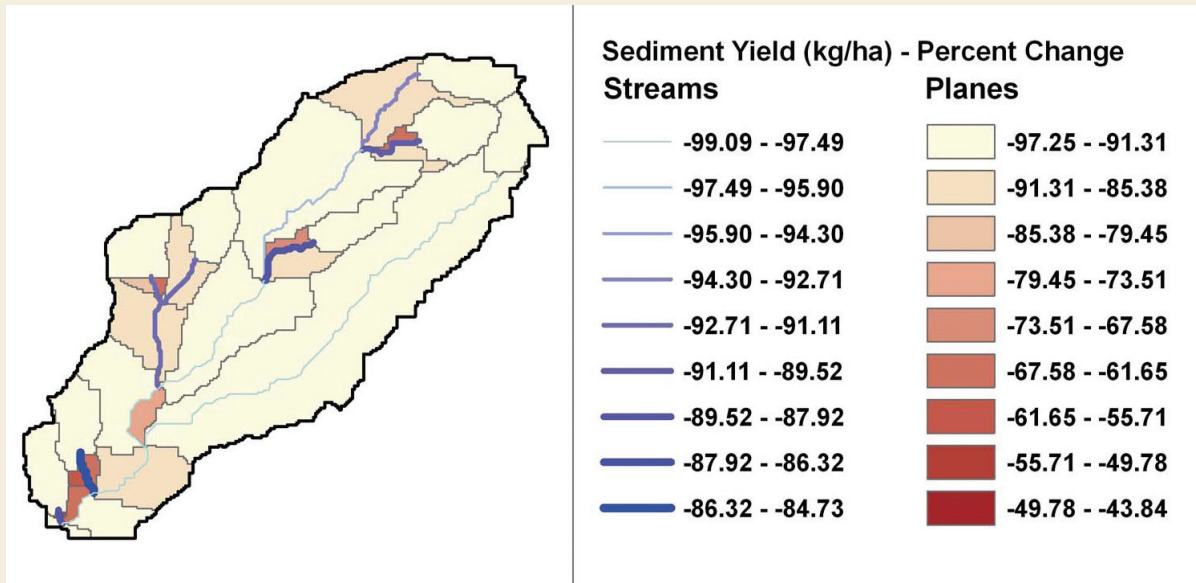 Sediment Yield (kg/ha) - Percent Change
Streams Planes
-99.09 - -97.49 -97.25 - -91.31
-97.49 - -95.90 -91.31 - -85.38
-95.90 - -94.30 -85.38 - -79.45
-94.30 - -92.71 -79.45 - -73.51
-92.71 - -91.11 -73.51 - -67.58
-91.11 - -89.52 -67.58 - -61.65
-89.52 - -87.92 -61.65 - -55.71
-87.92 - -86.32 -55.71 - -49.78
-86.32 - -84.73 -49.78 - -43.84